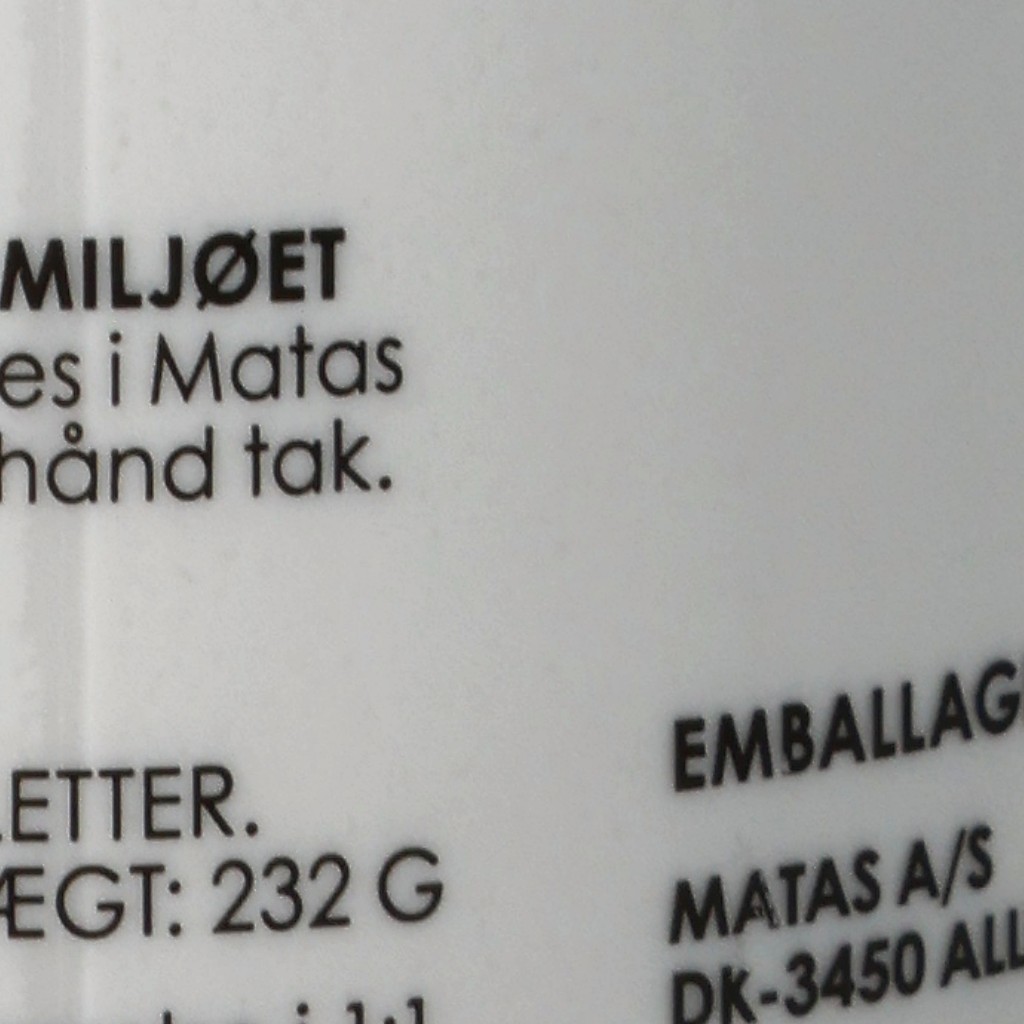 MILJØET
es i Matas
hånd tak.
LETTER.
ÆGT: 232 G
EMBALLAG
MATAS A/S
DK-3450 ALL